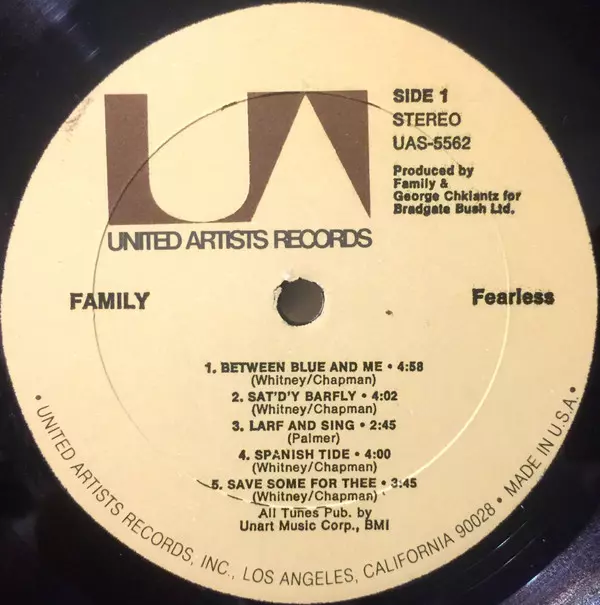 UA
UNITED ARTISTS RECORDS
SIDE 1
STEREO
UAS-5562
Produced by
Family &
George Chkiantz for
Bradgate Bush Ltd.
FAMILY
Fearless
1. BETWEEN BLUE AND ME • 4:58
(Whitney/Chapman)
2. SAT'D'Y BARFLY • 4:02
(Whitney/Chapman)
3. LARF AND SING • 2:45
(Palmer)
4. SPANISH TIDE • 4:00
(Whitney/Chapman)
5. SAVE SOME FOR THEE • 3:45
(Whitney/Chapman)
All Tunes Pub. by
Unart Music Corp., BMI
• UNITED ARTISTS RECORDS, INC., LOS ANGELES, CALIFORNIA 90028 • MADE IN U.S.A. •